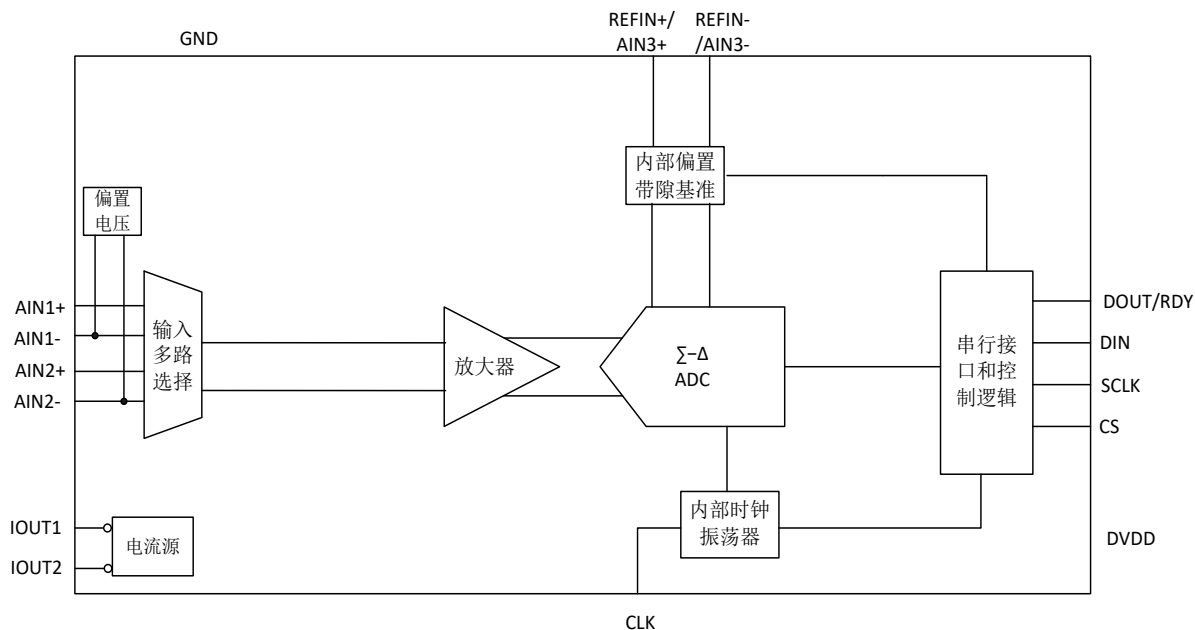 GND
REFIN+/
AIN3+
REFIN-
/AIN3-
内部偏置
带隙基准
偏置
电压
AIN1+
AIN1-
AIN2+
AIN2-
输入
多路
选择
放大器
∑-Δ
ADC
串行接
口和控
制逻辑
DOUT/RDY
DIN
SCLK
CS
IOUT1
IOUT2
电流源
内部时钟
振荡器
DVDD
CLK